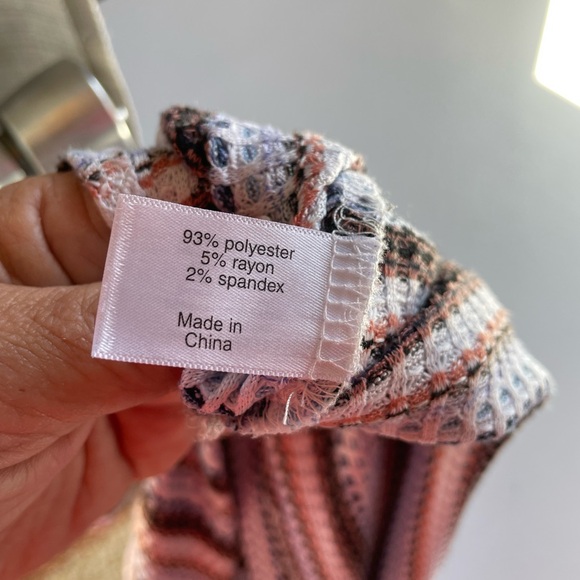 93% polyester
5% rayon
2% spandex
Made in
China